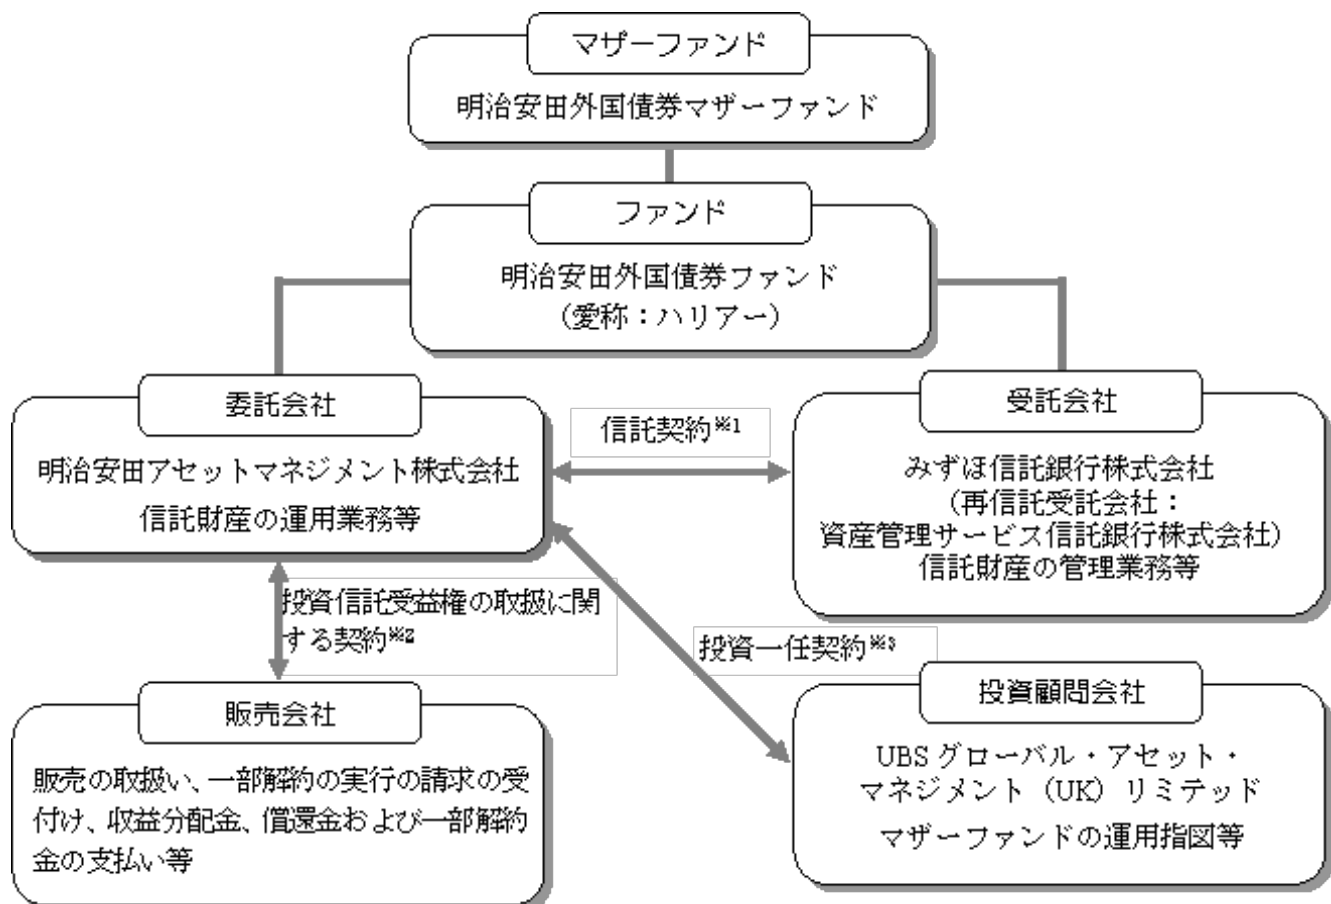 マザーファンド
明治安田外国債券マザーファンド
ファンド
明治安田外国債券ファンド
（愛称：ハリアー）
委託会社
明治安田アセットマネジメント株式会社
信託財産の運用業務等
信託契約※1
受託会社
みずほ信託銀行株式会社
（再信託受託会社：
資産管理サービス信託銀行株式会社）
信託財産の管理業務等
投資信託受益権の取扱に関
する契約※2
投資一任契約※3
販売会社
販売の取扱い、一部解約の実行の請求の受
付け、収益分配金、償還金および一部解約
金の支払い等
投資顧問会社
UBS グローバル・アセット・
マネジメント（UK）リミテッド
マザーファンドの運用指図等